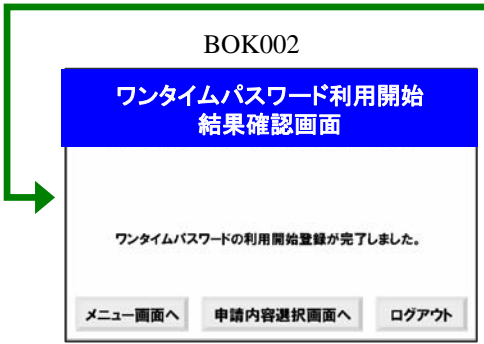 BOK002
ワンタイムパスワード利用開始
結果確認画面
ワンタイムパスワードの利用開始登録が完了しました。
メニュー画面へ 申請内容選択画面へ ログアウト